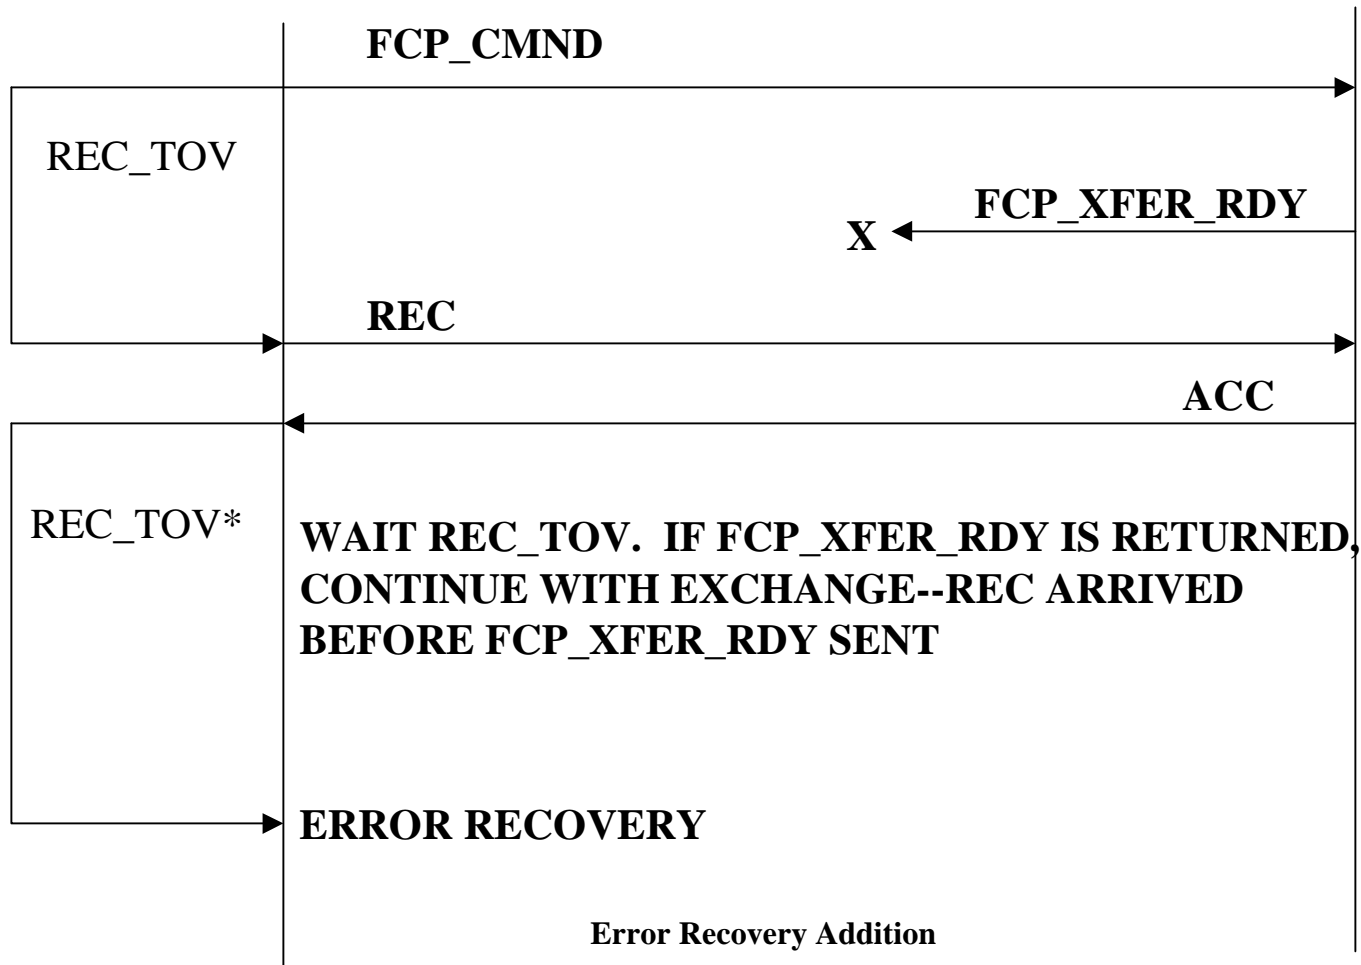 FCP_CMND
REC_TOV
FCP_XFER_RDY
X
REC
ACC
REC_TOV*
WAIT REC_TOV.  IF FCP_XFER_RDY IS RETURNED,
CONTINUE WITH EXCHANGE--REC ARRIVED
BEFORE FCP_XFER_RDY SENT
ERROR RECOVERY
Error Recovery Addition